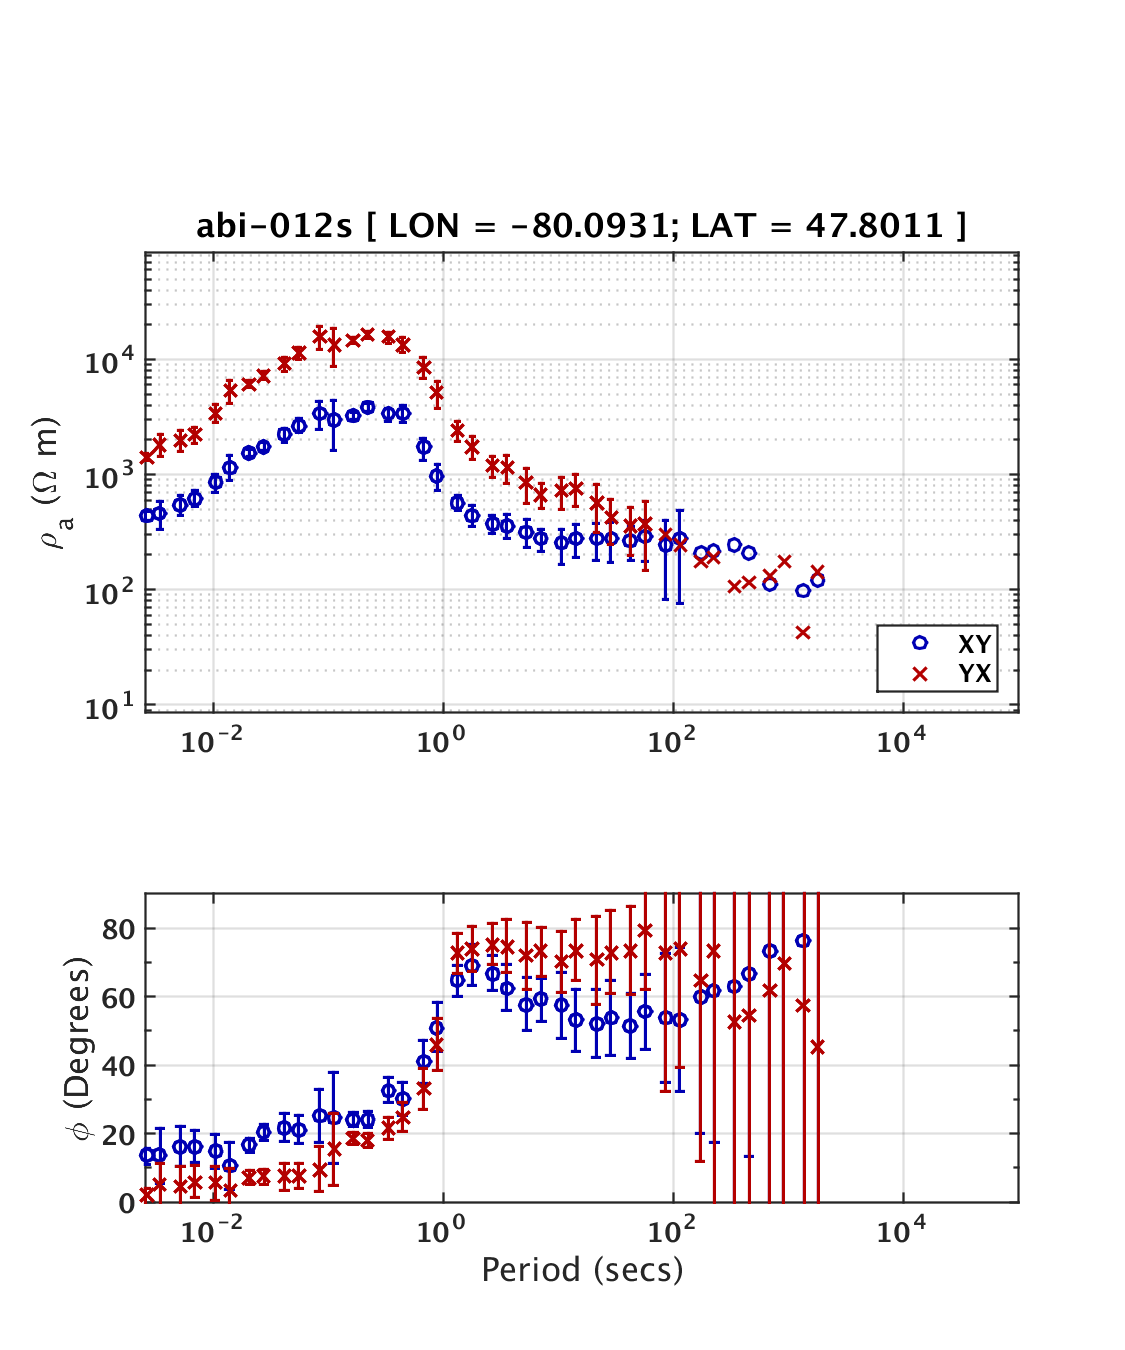 abi-012s [ LON = -80.0931; LAT = 47.8011 ]
ρa (Ω m)
10^4
10^3
10^2
10^1
XY
YX
10^-2 10^0 10^2 10^4
φ (Degrees)
80
60
40
20
0
10^-2 10^0 10^2 10^4
Period (secs)